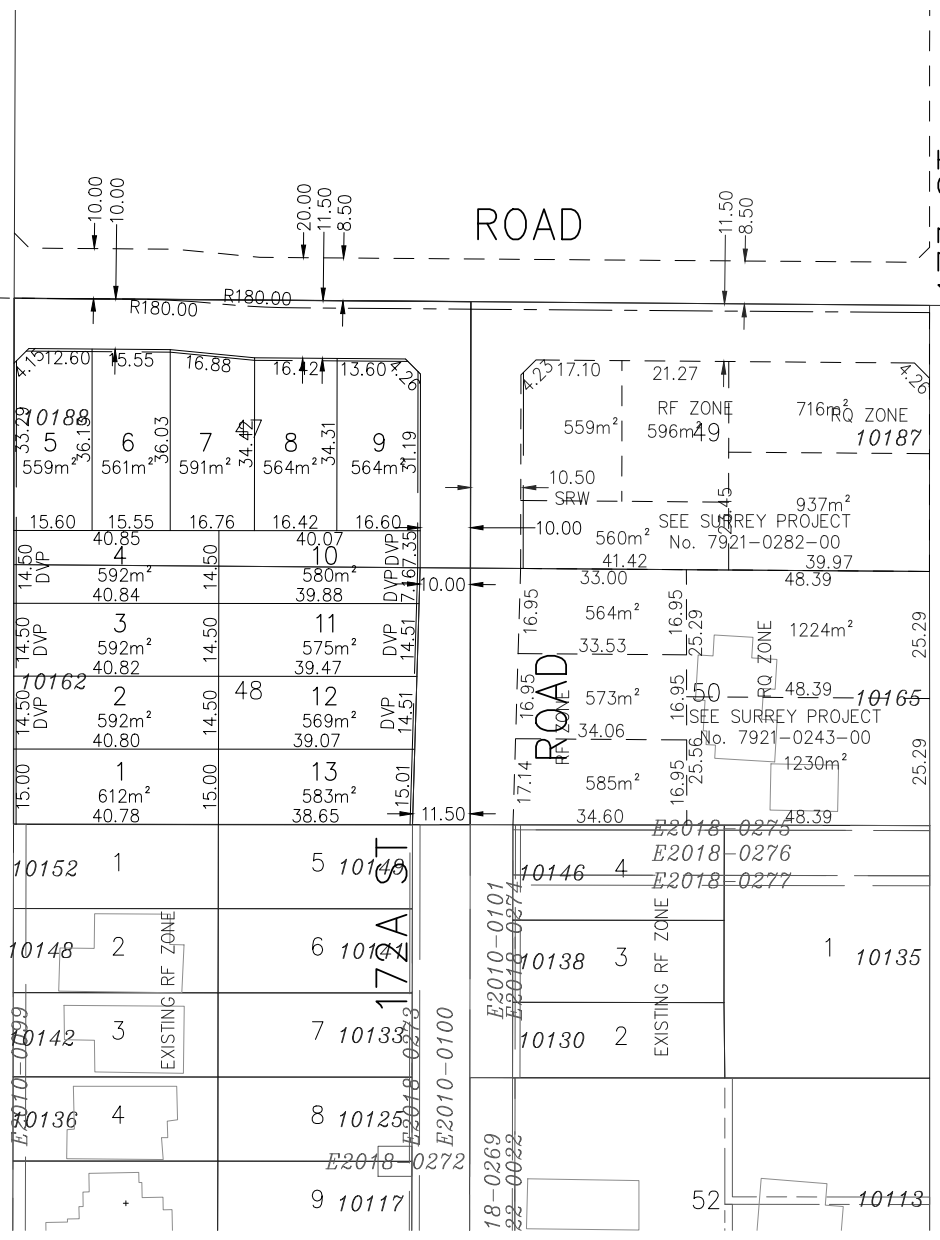 10.00
10.00
20.00
11.50
8.50
ROAD
11.50
8.50
R180.00
R180.00
4.15
12.60
15.55
16.88
16.42
13.60
4.26
4.23
17.10
21.27
4.26
10188
33.29
36.19
36.03
34.31
31.19
47
5
559m²
6
561m²
7
591m²
8
564m²
9
564m²
559m²
RF ZONE
596m²
49
716m²
RQ ZONE
10187
10.50
SRW
15.60
15.55
16.76
16.42
16.60
10.00
560m²
937m²
SEE SURREY PROJECT
No. 7921-0282-00
41.42
39.97
40.85
40.07
14.50
DVP
4
592m²
40.84
14.50
10
580m²
39.88
DVP
7.35
DVP
7.16
10.00
33.00
48.39
14.50
DVP
3
592m²
40.82
14.50
11
575m²
39.47
DVP
14.51
16.95
564m²
33.53
16.95
25.29
1224m²
RQ ZONE
25.29
10162
14.50
DVP
2
592m²
40.80
14.50
48
12
569m²
39.07
DVP
14.51
ROAD
16.95
RF ZONE
573m²
34.06
16.95
50
48.39
10165
SEE SURREY PROJECT
No. 7921-0243-00
15.00
1
612m²
40.78
15.00
13
583m²
38.65
15.01
11.50
17.14
585m²
34.60
16.95
25.56
1230m²
48.39
25.29
E2018-0275
E2018-0276
E2018-0277
10152
1
5
172A ST
10146
4
10148
2
EXISTING RF ZONE
6
10141
E2010-0101
E2018-0274
10138
3
EXISTING RF ZONE
1
10135
10142
3
7
10133
10130
2
E2010-0099
E2018-0273
E2010-0100
10136
4
8
10125
E2018-0272
9
10117
18-0269
22-0022
52
10113